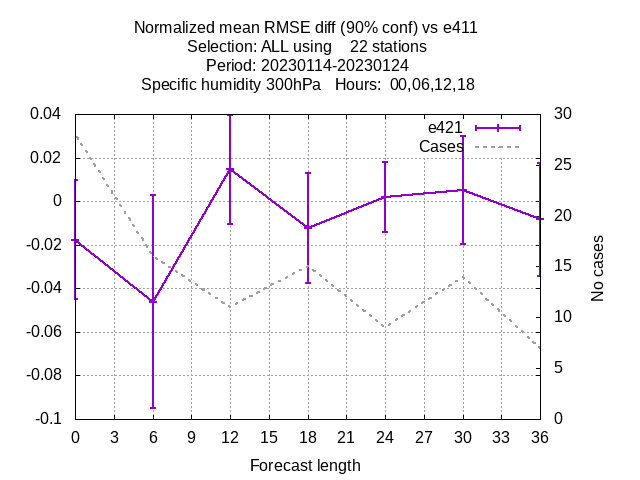 Normalized mean RMSE diff (90% conf) vs e411
Selection: ALL using    22 stations
Period: 20230114-20230124
Specific humidity 300hPa   Hours:  00,06,12,18
e421
Cases
0.04
0.02
0
-0.02
-0.04
-0.06
-0.08
-0.1
30
25
20
15
10
5
0
No cases
0 3 6 9 12 15 18 21 24 27 30 33 36
Forecast length